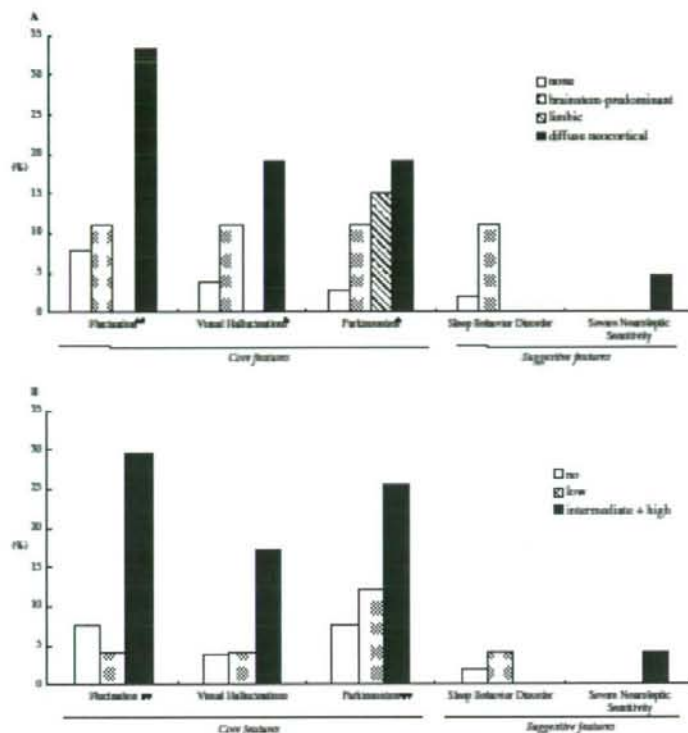 A
35
30
25
20
15
10
5
0
(%)
none
brainstem-predominant
limbic
diffuse neocortical
Fluctuation
Visual Hallucination
Parkinsonism
Sleep Behavior Disorder
Severe Neuroleptic
Sensitivity
Core features
Suggestive features
B
35
30
25
20
15
10
5
0
(%)
no
low
intermediate + high
Fluctuation
Visual Hallucinations
Parkinsonism
Sleep Behavior Disorder
Severe Neuroleptic
Sensitivity
Core features
Suggestive features